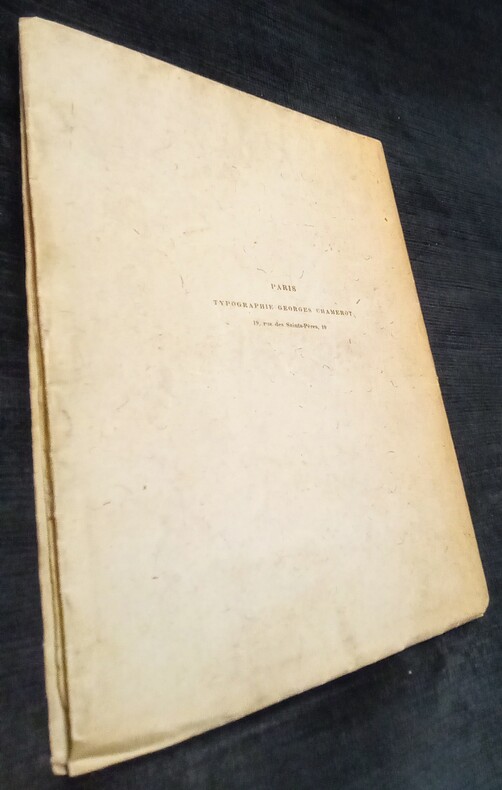 PARIS
TYPOGRAPHIE GEORGES CHAMEROT
19, rue des Saints-Pères, 19